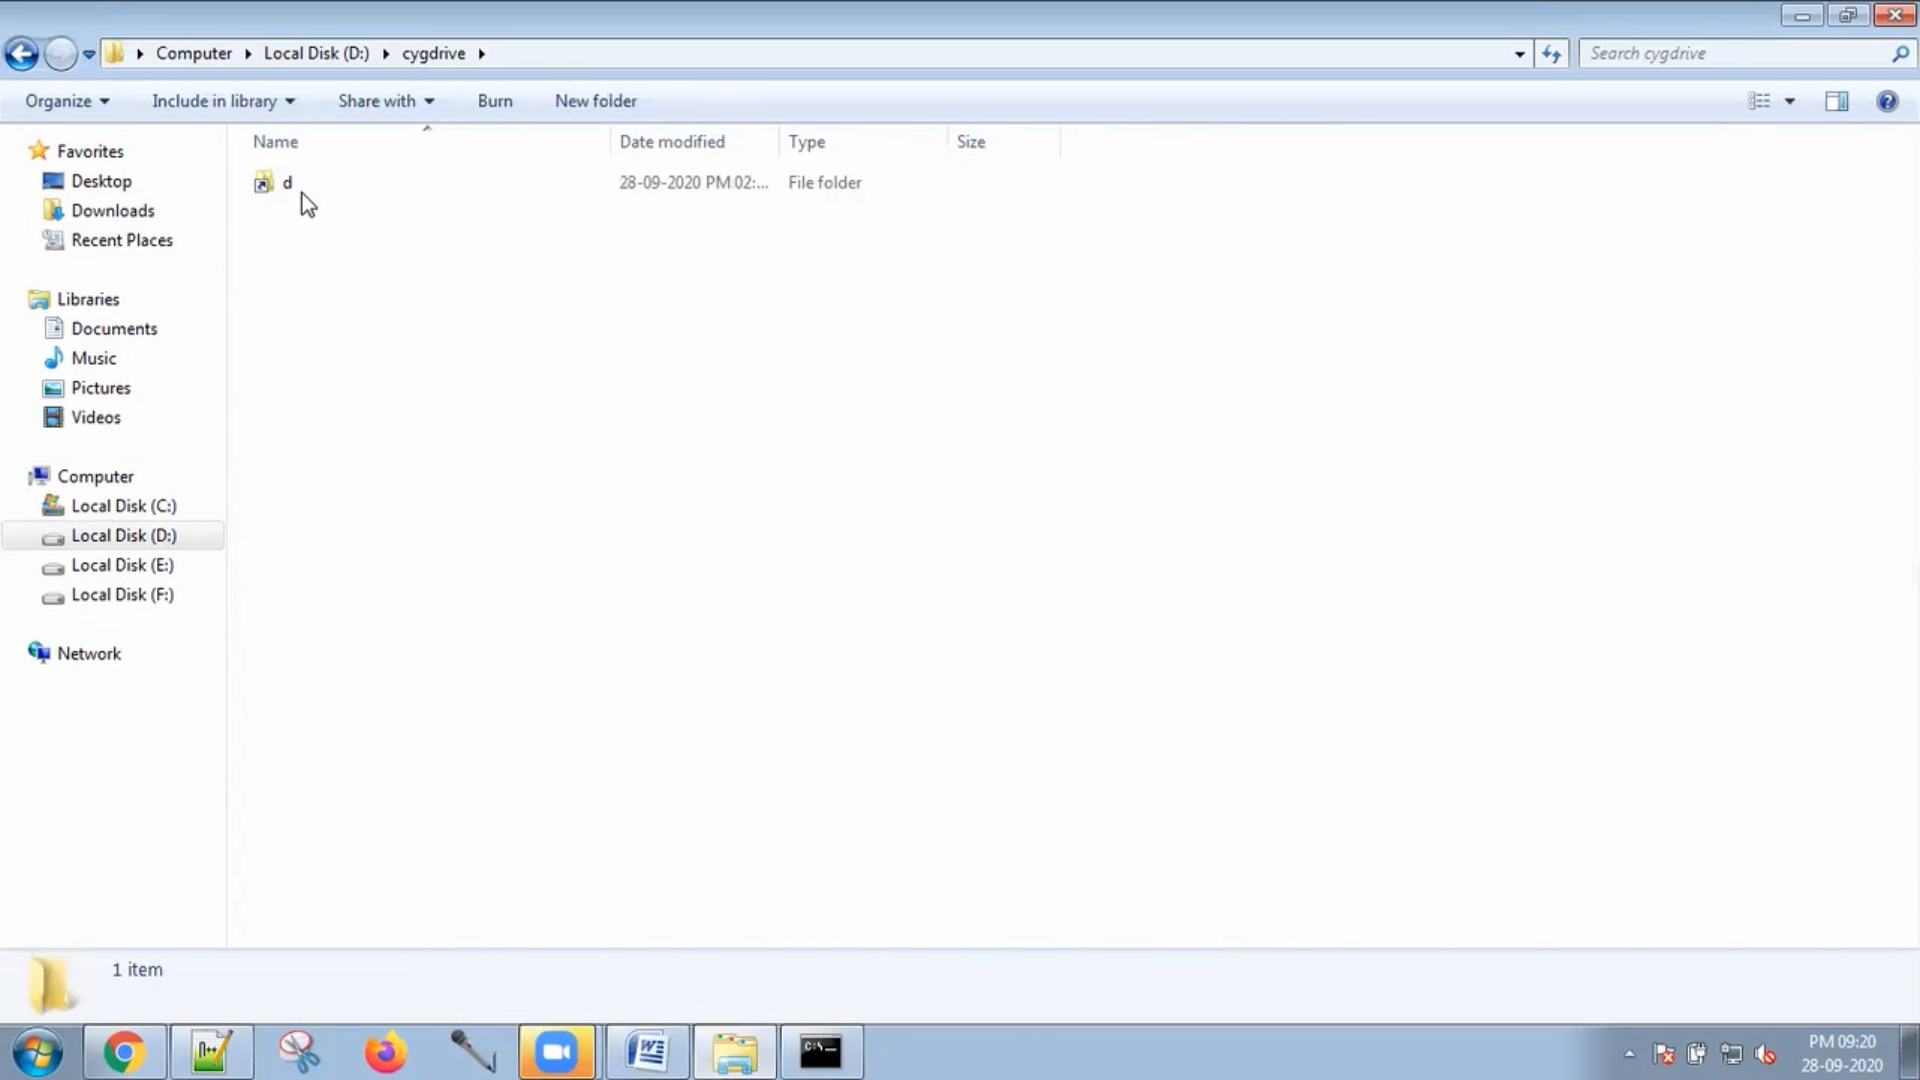 Computer Local Disk (D:) cygdrive
Search cygdrive
Organize Include in library Share with Burn New folder
Name Date modified Type Size
d 28-09-2020 PM 02:... File folder
Favorites
Desktop
Downloads
Recent Places
Libraries
Documents
Music
Pictures
Videos
Computer
Local Disk (C:)
Local Disk (D:)
Local Disk (E:)
Local Disk (F:)
Network
1 item
PM 09:20
28-09-2020